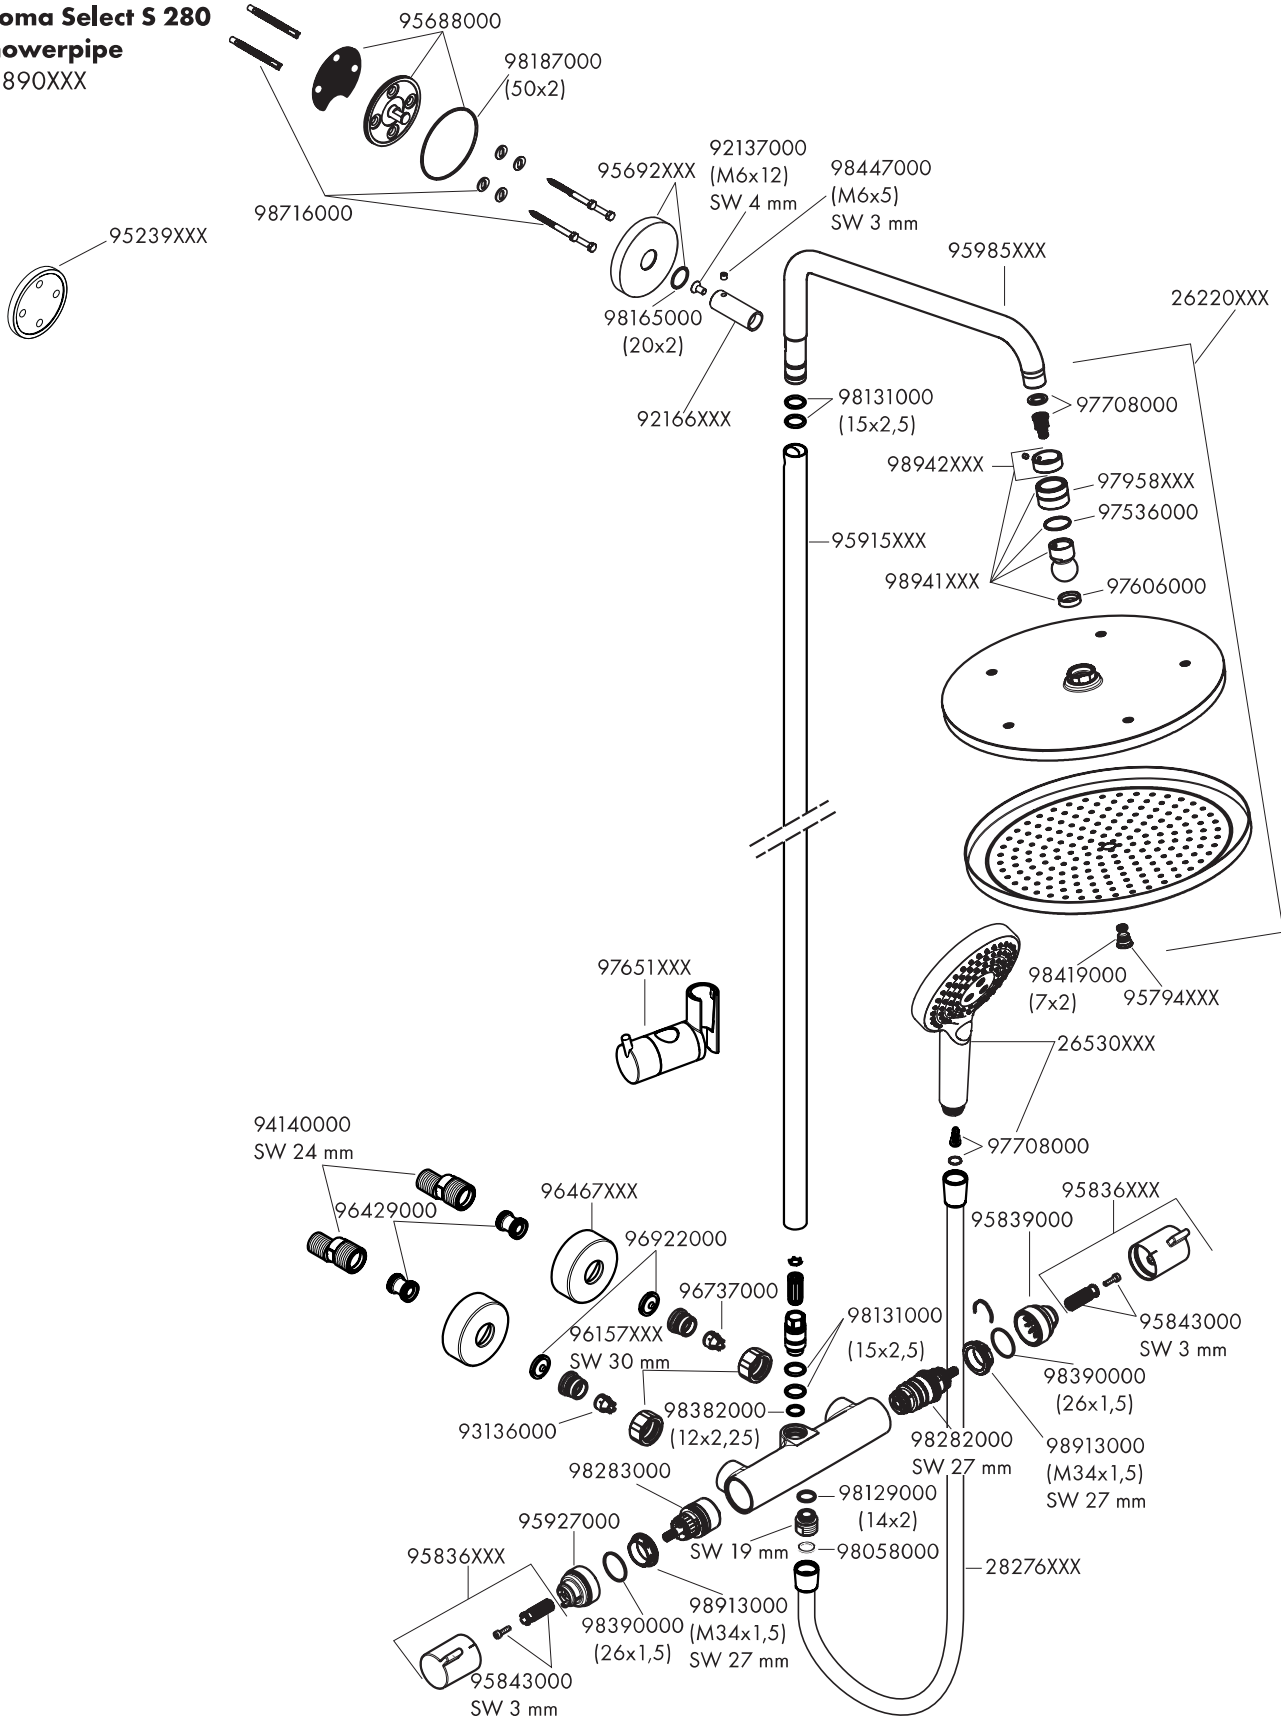 oma Select S 280
owerpipe
890XXX
95688000
98187000
(50x2)
98716000
95239XXX
95692XXX
92137000
(M6x12)
SW 4 mm
98447000
(M6x5)
SW 3 mm
98165000
(20x2)
92166XXX
95985XXX
26220XXX
98131000
(15x2,5)
97708000
98942XXX
97958XXX
97536000
95915XXX
98941XXX
97606000
97651XXX
98419000
(7x2)
95794XXX
26530XXX
97708000
94140000
SW 24 mm
96429000
96467XXX
96922000
96737000
96157XXX
SW 30 mm
93136000
98131000
(15x2,5)
98382000
(12x2,25)
95836XXX
95839000
95843000
SW 3 mm
98390000
(26x1,5)
98282000
SW 27 mm
98913000
(M34x1,5)
SW 27 mm
98283000
95927000
95836XXX
98129000
(14x2)
SW 19 mm
98058000
28276XXX
98390000
(26x1,5)
98913000
(M34x1,5)
SW 27 mm
95843000
SW 3 mm